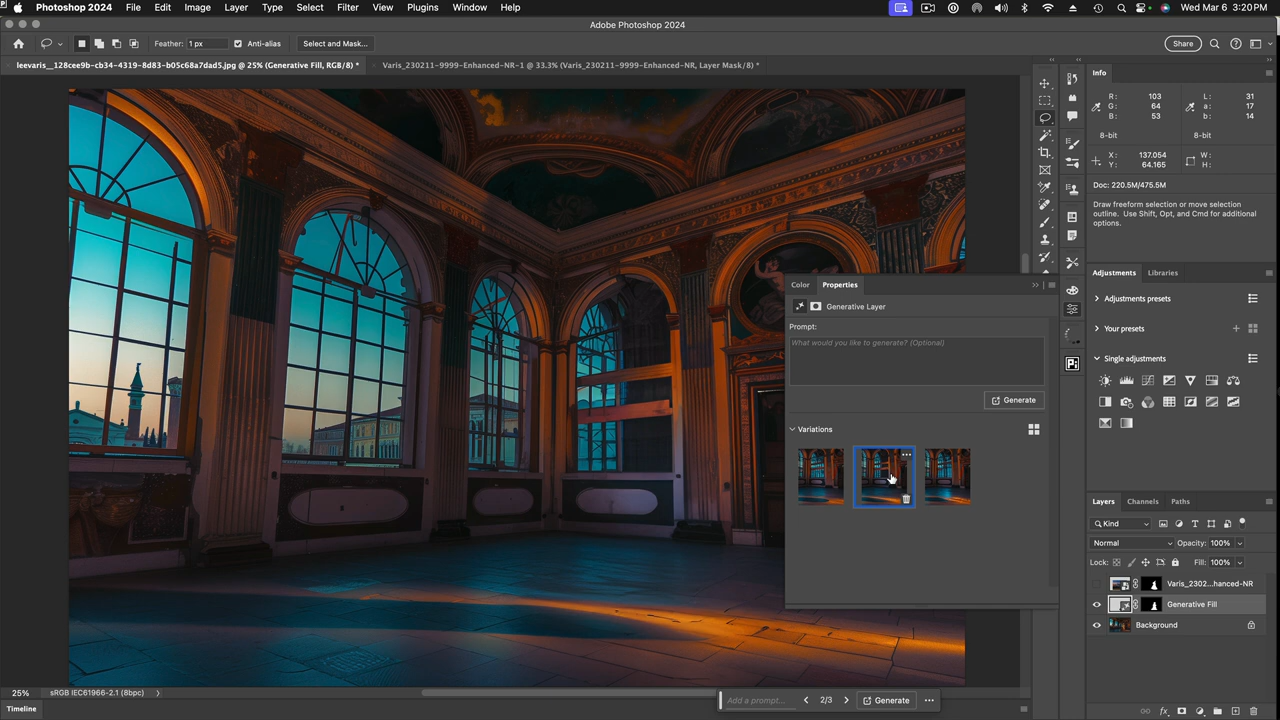 Photoshop 2024 File Edit Image Layer Type Select Filter View Plugins Window Help Wed Mar 6 3:20PM
Adobe Photoshop 2024
Feather: 1 px Anti-alias Select and Mask... Share
leevaris__128cee9b-cb34-4319-8d83-b05c68a7dad5.jpg @ 25% (Generative Fill, RGB/8) * Varis_230211-9999-Enhanced-NR-1 @ 33.3% (Varis_230211-9999-Enhanced-NR, Layer Mask/8) *
Info
R: 103 L: 31
G: 64 a: 17
B: 53 b: 14
8-bit 8-bit
X: 137.054 W:
Y: 64.165 H:
Doc: 220.5M/475.5M
Draw freeform selection or move selection
outline. Use Shift, Opt, and Cmd for additional
options.
Adjustments Libraries
Adjustments presets
Your presets
Single adjustments
Color Properties
Generative Layer
Prompt:
What would you like to generate? (Optional)
Generate
Variations
Layers Channels Paths
Kind
Normal Opacity: 100%
Lock: Fill: 100%
Varis_2302...hanced-NR
Generative Fill
Background
25% sRGB IEC61966-2.1 (8bpc)
Add a prompt... 2/3 Generate
Timeline